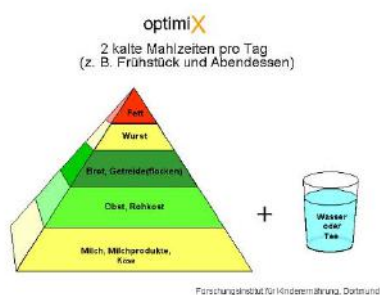 optimiX
2 kalte Mahlzeiten pro Tag
(z. B. Frühstück und Abendessen)
Fett
Wurst
Brot, Getreide(flocken)
Obst, Rohkost
Milch, Milchprodukte,
+
Wasser
oder
Tee
Forschungsinstitut für Kinderernährung, Dortmund